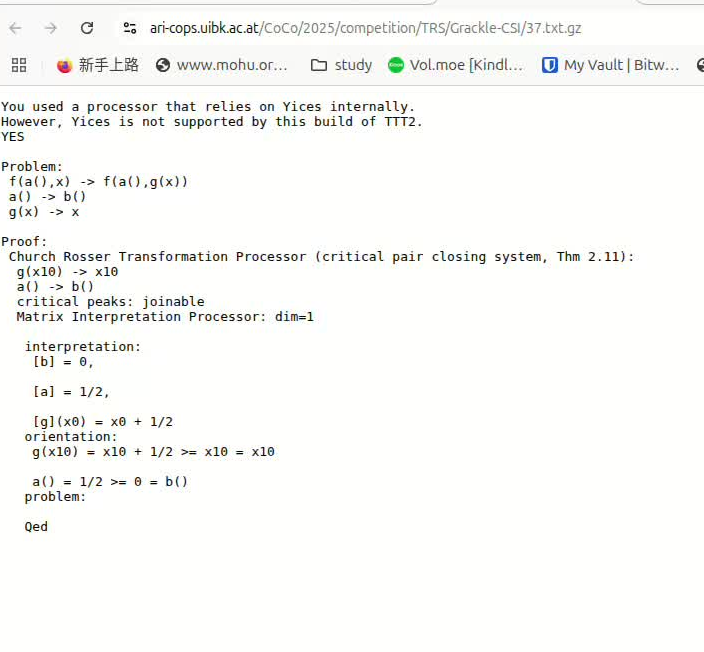 ari-cops.uibk.ac.at/CoCo/2025/competition/TRS/Grackle-CSI/37.txt.gz
新手上路 www.mohu.or... study Vol.moe [Kindl... My Vault | Bitw...
You used a processor that relies on Yices internally.
However, Yices is not supported by this build of TTT2.
YES
Problem:
f(a(),x) -> f(a(),g(x))
a() -> b()
g(x) -> x
Proof:
Church Rosser Transformation Processor (critical pair closing system, Thm 2.11):
g(x10) -> x10
a() -> b()
critical peaks: joinable
Matrix Interpretation Processor: dim=1
interpretation:
[b] = 0,
[a] = 1/2,
[g](x0) = x0 + 1/2
orientation:
g(x10) = x10 + 1/2 >= x10 = x10
a() = 1/2 >= 0 = b()
problem:
Qed